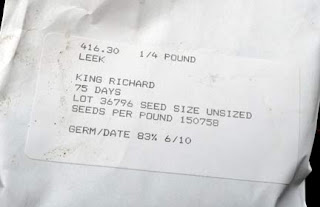 416.30 1/4 POUND
LEEK
KING RICHARD
75 DAYS
LOT 36796 SEED SIZE UNSIZED
SEEDS PER POUND 150758
GERM/DATE 83% 6/10